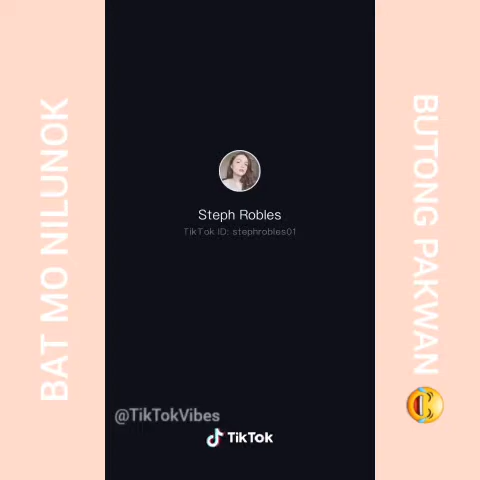 BAT MO NILUNOK
Steph Robles
TikTok ID: stephrobles01
@TikTokVibes
TikTok
BUTONG PAKWAN 😂